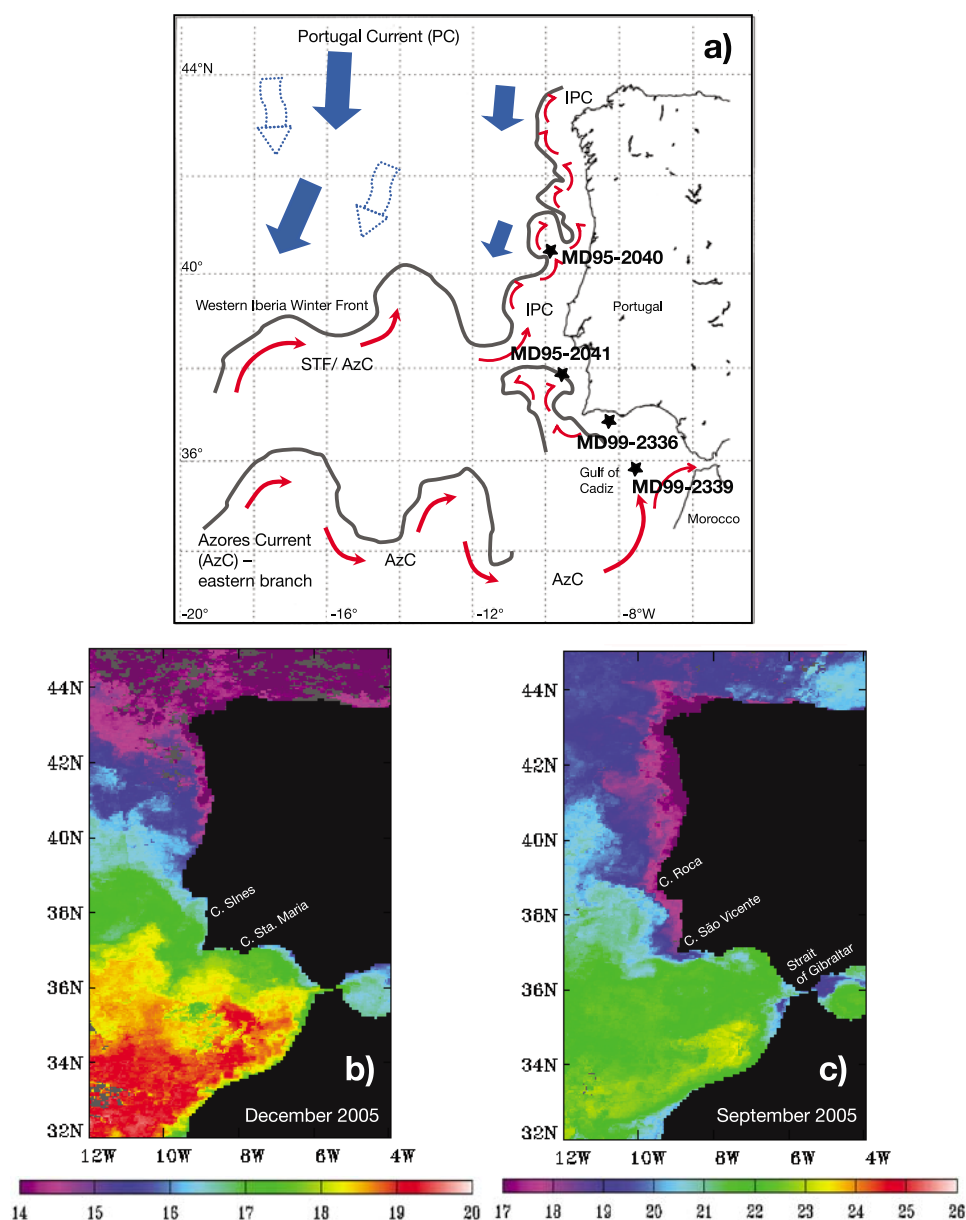 Portugal Current (PC)
a)
44°N
IPC
MD95-2040
40°
Western Iberia Winter Front
IPC
Portugal
MD95-2041
STF/ AzC
MD99-2336
36°
Gulf of
Cadiz
MD99-2339
Morocco
Azores Current
(AzC) –
eastern branch
AzC
AzC
-20°
-16°
-12°
-8°W
44N
42N
40N
38N
36N
34N
32N
C. SInes
C. Sta. Maria
b)
December 2005
12W
10W
8W
6W
4W
14
15
16
17
18
19
20
44N
42N
40N
38N
36N
34N
32N
C. Roca
C. São Vicente
Strait
of Gibraltar
c)
September 2005
12W
10W
8W
6W
4W
17
18
19
20
21
22
23
24
25
26